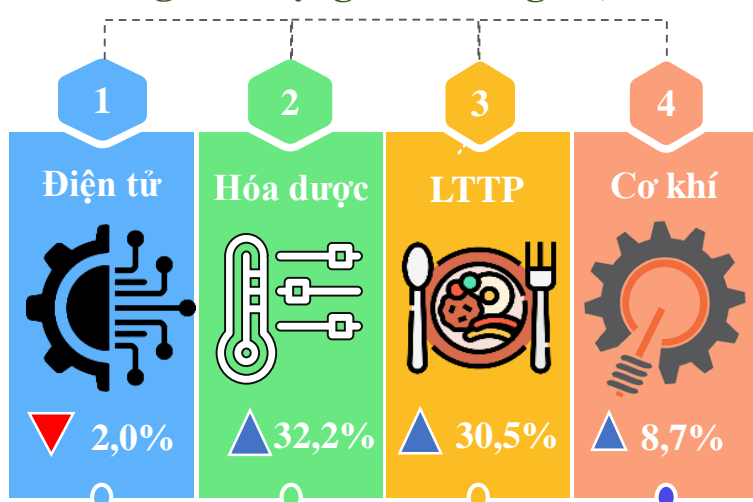 1
2
3
4
Điện tử
Hóa dược
LTTP
Cơ khí
2,0%
32,2%
30,5%
8,7%